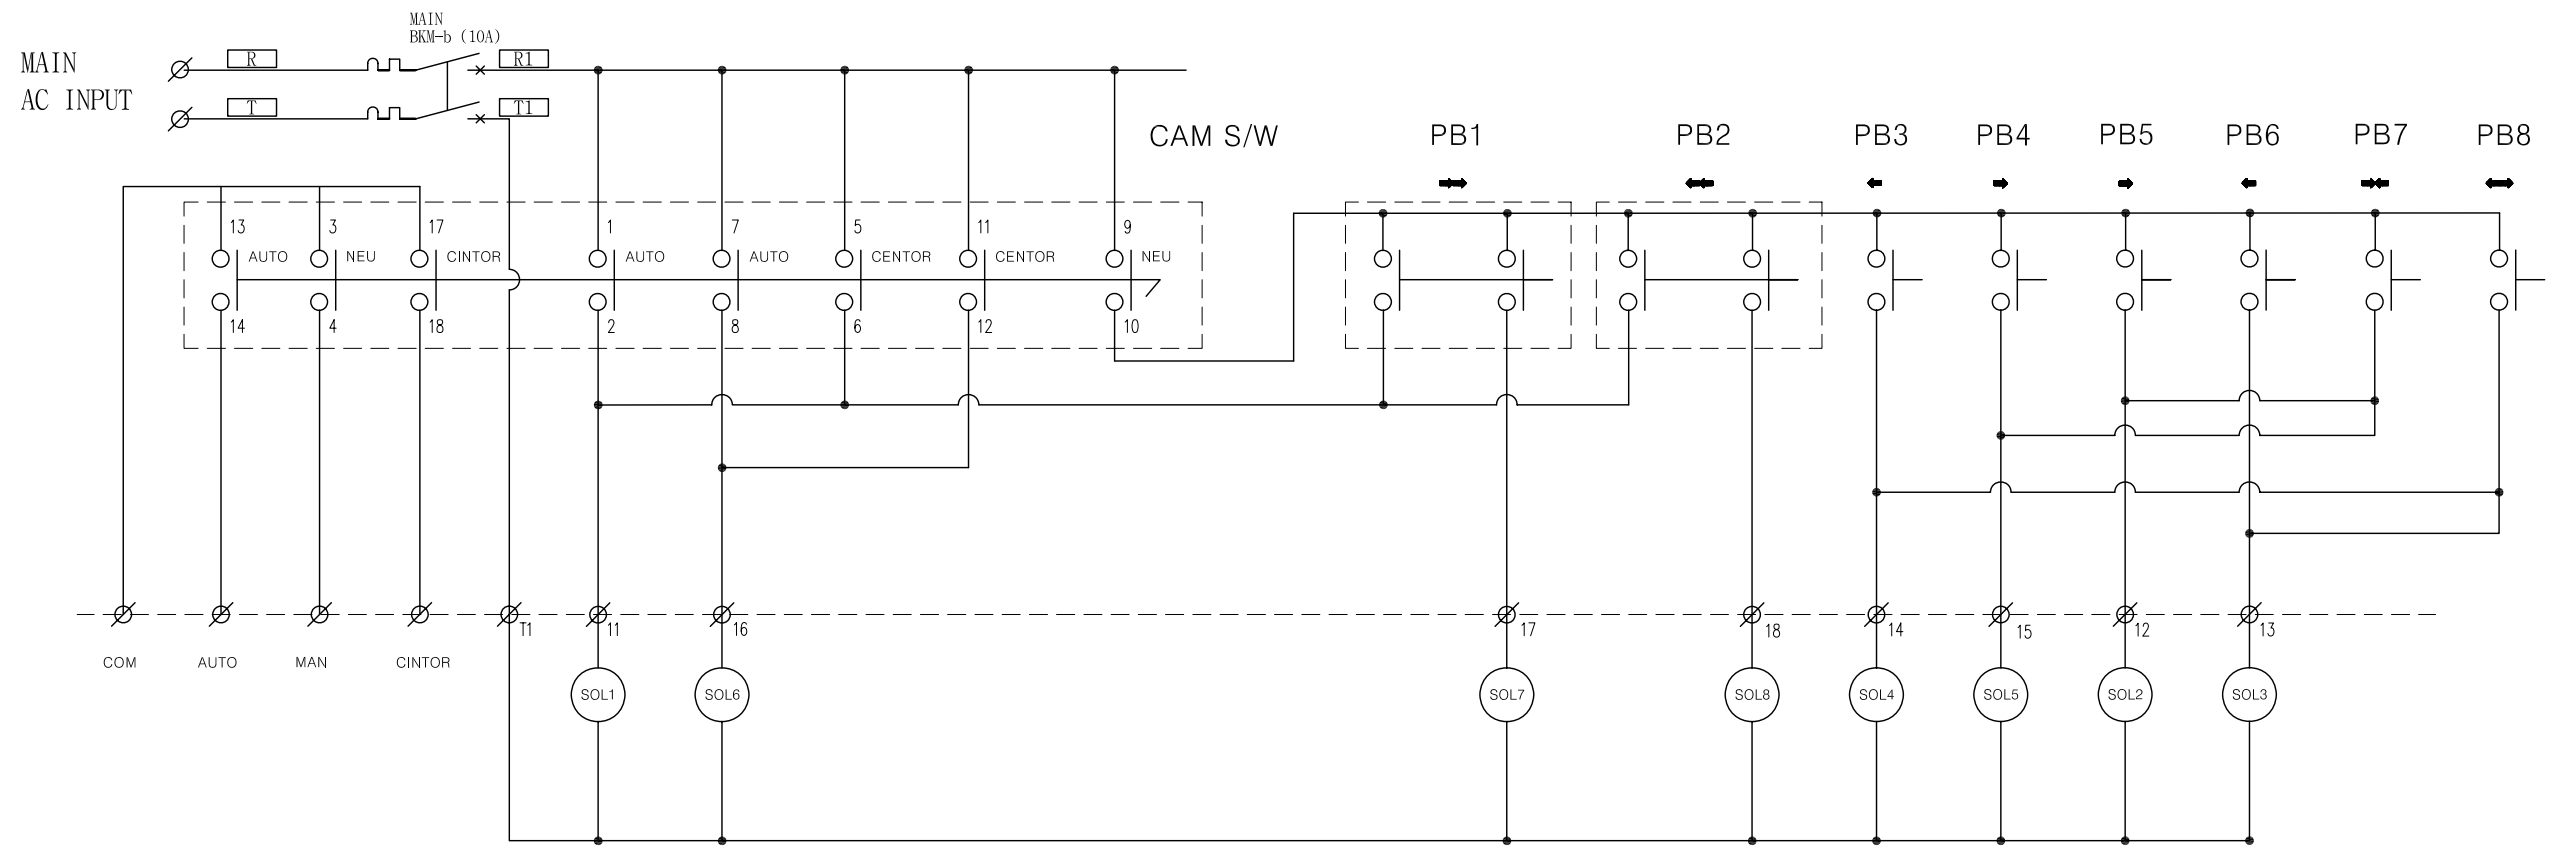 MAIN
BKM-b (10A)
MAIN
AC INPUT
R
R1
T
T1
CAM S/W
PB1
PB2
PB3
PB4
PB5
PB6
PB7
PB8
13
3
17
1
7
5
11
9
AUTO
NEU
CINTOR
AUTO
AUTO
CENTOR
CENTOR
NEU
14
4
18
2
8
6
12
10
T1
11
16
17
18
14
15
12
13
COM
AUTO
MAN
CINTOR
SOL1
SOL6
SOL7
SOL8
SOL4
SOL5
SOL2
SOL3